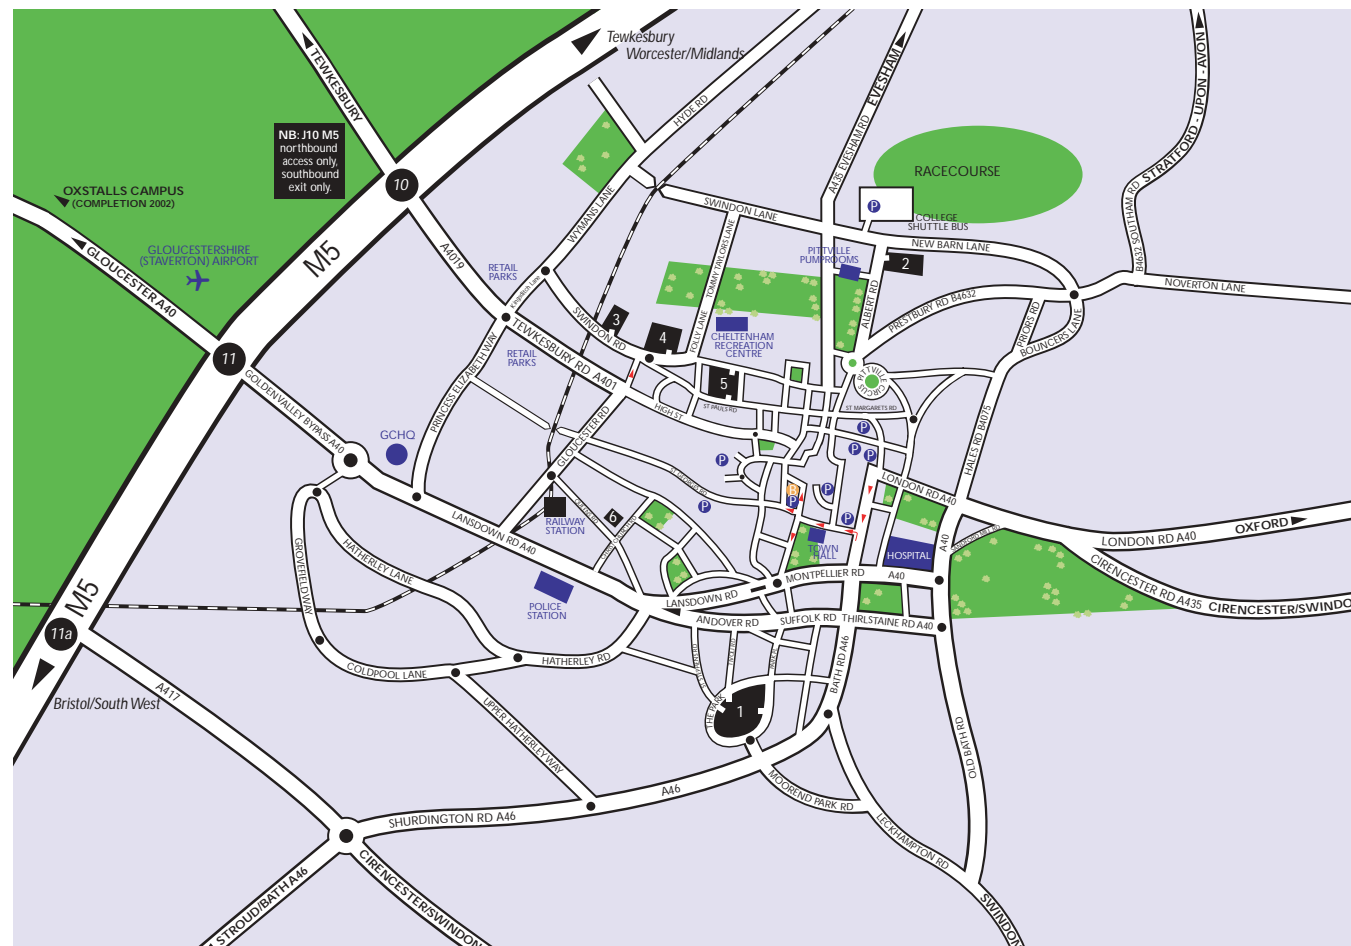 Tewkesbury
Worcester/Midlands
TEWKESBURY
NB: J10 M5
northbound
access only,
southbound
exit only.
10
M5
OXSTALLS CAMPUS
(COMPLETION 2002)
GLOUCESTERSHIRE
(STAVERTON) AIRPORT
GLOUCESTER A40
11
GOLDEN VALLEY BYPASS A40
A4019
HYDE RD
WYMANS LANE
EVESHAM
A435 EVESHAM RD
STRATFORD - UPON - AVON
B4632 SOUTHAM RD
RACECOURSE
P
COLLEGE
SHUTTLE BUS
SWINDON LANE
NEW BARN LANE
NOVERTON LANE
PITTVILLE
PUMPROOMS
2
ALBERT RD
PRESTBURY RD B4632
PRIORS RD
BOUNCERS LANE
RETAIL
PARKS
TOMMY TAYLORS LANE
FOLLY LANE
SWINDON RD
3
4
5
CHELTENHAM
RECREATION
CENTRE
RETAIL
PARKS
TEWKESBURY RD A401
PRINCESS ELIZABETH WAY
HIGH ST
ST PAULS RD
PITTVILLE
CIRCUS
ST MARGARETS RD
HALES RD B4075
GLOUCESTER RD
GCHQ
P
P
P
P
P
P
P
P
B
LONDON RD A40
LANSDOWN RD A40
RAILWAY
STATION
6
TOWN
HALL
HOSPITAL
A40
OXFORD
LONDON RD A40
CIRENCESTER RD A435
CIRENCESTER/SWINDO
GROVEFIELD WAY
HATHERLEY LANE
POLICE
STATION
LANSDOWN RD
MONTPELLIER RD
A40
ANDOVER RD
SUFFOLK RD
THIRLSTAINE RD A40
M5
11a
Bristol/South West
A417
COLDPOOL LANE
HATHERLEY RD
UPPER HATHERLEY WAY
THE PARK
1
BATH RD A46
OLD BATH RD
MOOREND PARK RD
LECKHAMPTON RD
SHURDINGTON RD A46
A46
STROUD/BATH A46
CIRENCESTER/SWINDON
SWINDON